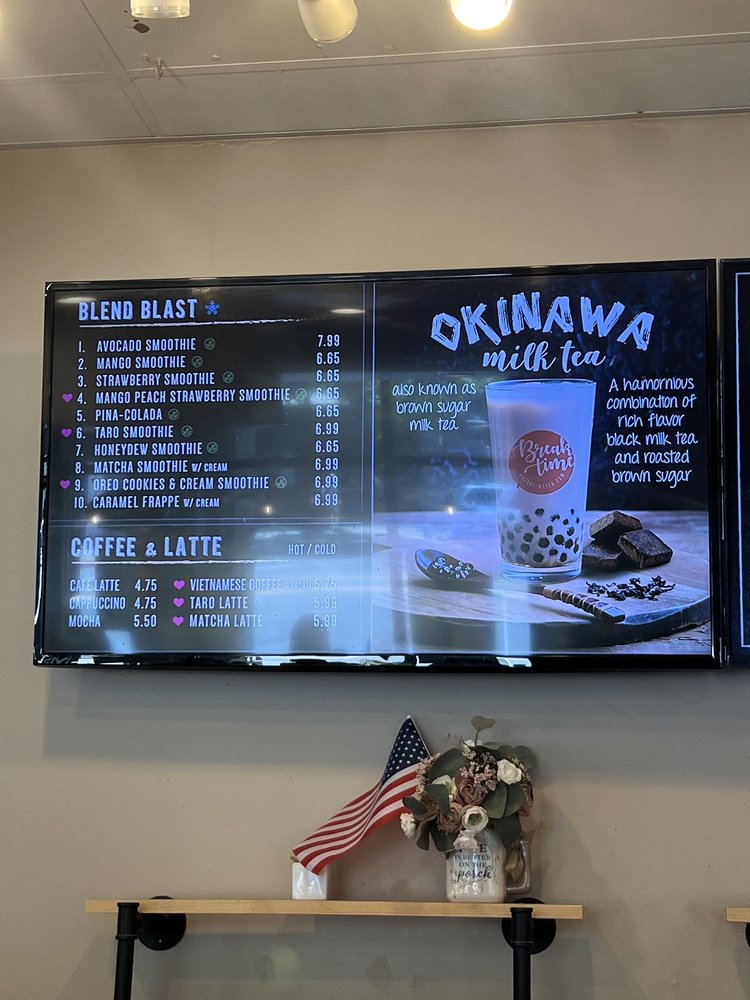 BLEND BLAST
1. AVOCADO SMOOTHIE 7.99
2. MANGO SMOOTHIE 6.65
3. STRAWBERRY SMOOTHIE 6.65
4. MANGO PEACH STRAWBERRY SMOOTHIE 6.65
5. PINA-COLADA 6.65
6. TARO SMOOTHIE 6.99
7. HONEYDEW SMOOTHIE 6.65
8. MATCHA SMOOTHIE W/ CREAM 6.99
9. OREO COOKIES & CREAM SMOOTHIE 6.99
10. CARAMEL FRAPPE W/ CREAM 6.99
COFFEE & LATTE HOT / COLD
CAFE LATTE 4.75 VIETNAMESE COFFEE W/ FOAM 5.75
CAPPUCCINO 4.75 TARO LATTE 5.99
MOCHA 5.50 MATCHA LATTE 5.99
OKINAWA
milk tea
also known as
brown sugar
milk tea
A hamornious
combination of
rich flavor
black milk tea
and roasted
brown sugar
Break
time
IS BETTER
ON THE
porch